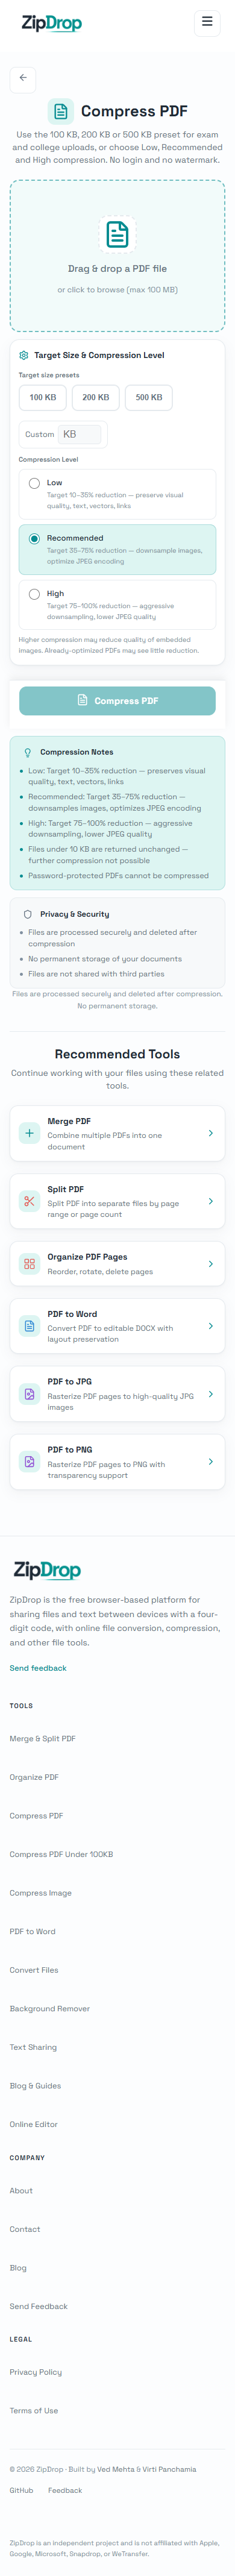 ZipDrop
Compress PDF
Use the 100 KB, 200 KB or 500 KB preset for exam
and college uploads, or choose Low, Recommended
and High compression. No login and no watermark.
Drag & drop a PDF file
or click to browse (max 100 MB)
Target Size & Compression Level
Target size presets
100 KB 200 KB 500 KB
Custom KB
Compression Level
Low
Target 10–35% reduction — preserve visual
quality, text, vectors, links
Recommended
Target 35–75% reduction — downsample images,
optimize JPEG encoding
High
Target 75–100% reduction — aggressive
downsampling, lower JPEG quality
Higher compression may reduce quality of embedded
images. Already-optimized PDFs may see little reduction.
Compress PDF
Compression Notes
Low: Target 10–35% reduction — preserves visual
quality, text, vectors, links
Recommended: Target 35–75% reduction —
downsamples images, optimizes JPEG encoding
High: Target 75–100% reduction — aggressive
downsampling, lower JPEG quality
Files under 10 KB are returned unchanged —
further compression not possible
Password-protected PDFs cannot be compressed
Privacy & Security
Files are processed securely and deleted after
compression
No permanent storage of your documents
Files are not shared with third parties
Files are processed securely and deleted after compression.
No permanent storage.
Recommended Tools
Continue working with your files using these related
tools.
Merge PDF
Combine multiple PDFs into one
document
Split PDF
Split PDF into separate files by page
range or page count
Organize PDF Pages
Reorder, rotate, delete pages
PDF to Word
Convert PDF to editable DOCX with
layout preservation
PDF to JPG
Rasterize PDF pages to high-quality JPG
images
PDF to PNG
Rasterize PDF pages to PNG with
transparency support
ZipDrop
ZipDrop is the free browser-based platform for
sharing files and text between devices with a four-
digit code, with online file conversion, compression,
and other file tools.
Send feedback
TOOLS
Merge & Split PDF
Organize PDF
Compress PDF
Compress PDF Under 100KB
Compress Image
PDF to Word
Convert Files
Background Remover
Text Sharing
Blog & Guides
Online Editor
COMPANY
About
Contact
Blog
Send Feedback
LEGAL
Privacy Policy
Terms of Use
© 2026 ZipDrop · Built by Ved Mehta & Virti Panchamia
GitHub Feedback
ZipDrop is an independent project and is not affiliated with Apple,
Google, Microsoft, Snapdrop, or WeTransfer.